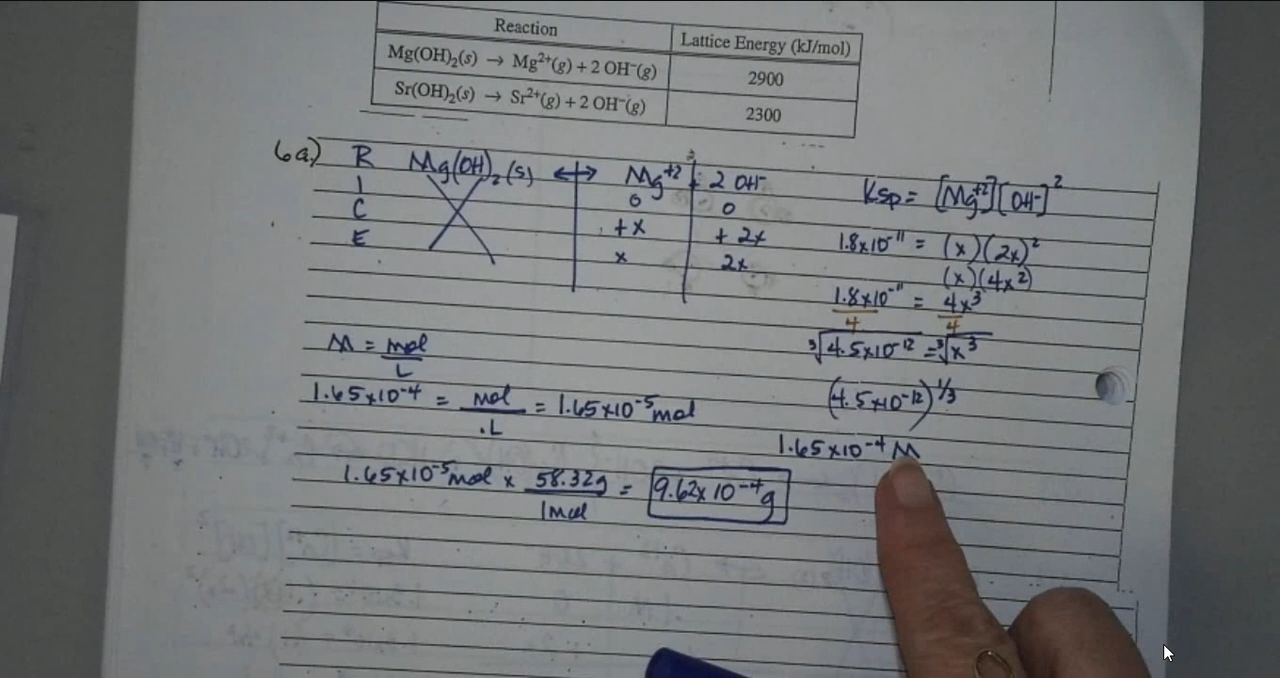 Reaction Lattice Energy (kJ/mol)
Mg(OH)₂(s) → Mg²⁺(g) + 2 OH⁻(g) 2900
Sr(OH)₂(s) → Sr²⁺(g) + 2 OH⁻(g) 2300
6a.) R Mg(OH)₂(s) ↔ Mg⁺² + 2 OH⁻
I 0 0
C +x + 2x
E x 2x
Ksp = [Mg⁺²][OH⁻]²
1.8x10⁻¹¹ = (x)(2x)²
(x)(4x²)
1.8x10⁻¹¹ = 4x³
4 4
³√4.5x10⁻¹² = ³√x³
(4.5x10⁻¹²)^1/3
1.65x10⁻⁴ M
M = mol
L
1.65x10⁻⁴ = mol = 1.65x10⁻⁵ mol
.1L
1.65x10⁻⁵ mol x 58.32g = 9.62x10⁻⁴g
1mol